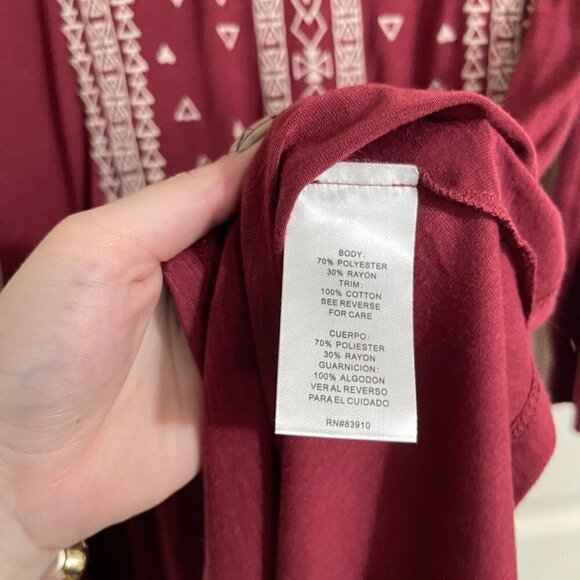 BODY:
70% POLYESTER
30% RAYON
TRIM:
100% COTTON
SEE REVERSE
FOR CARE
CUERPO:
70% POLIESTER
30% RAYON
GUARNICION:
100% ALGODON
VER AL REVERSO
PARA EL CUIDADO
RN#83910